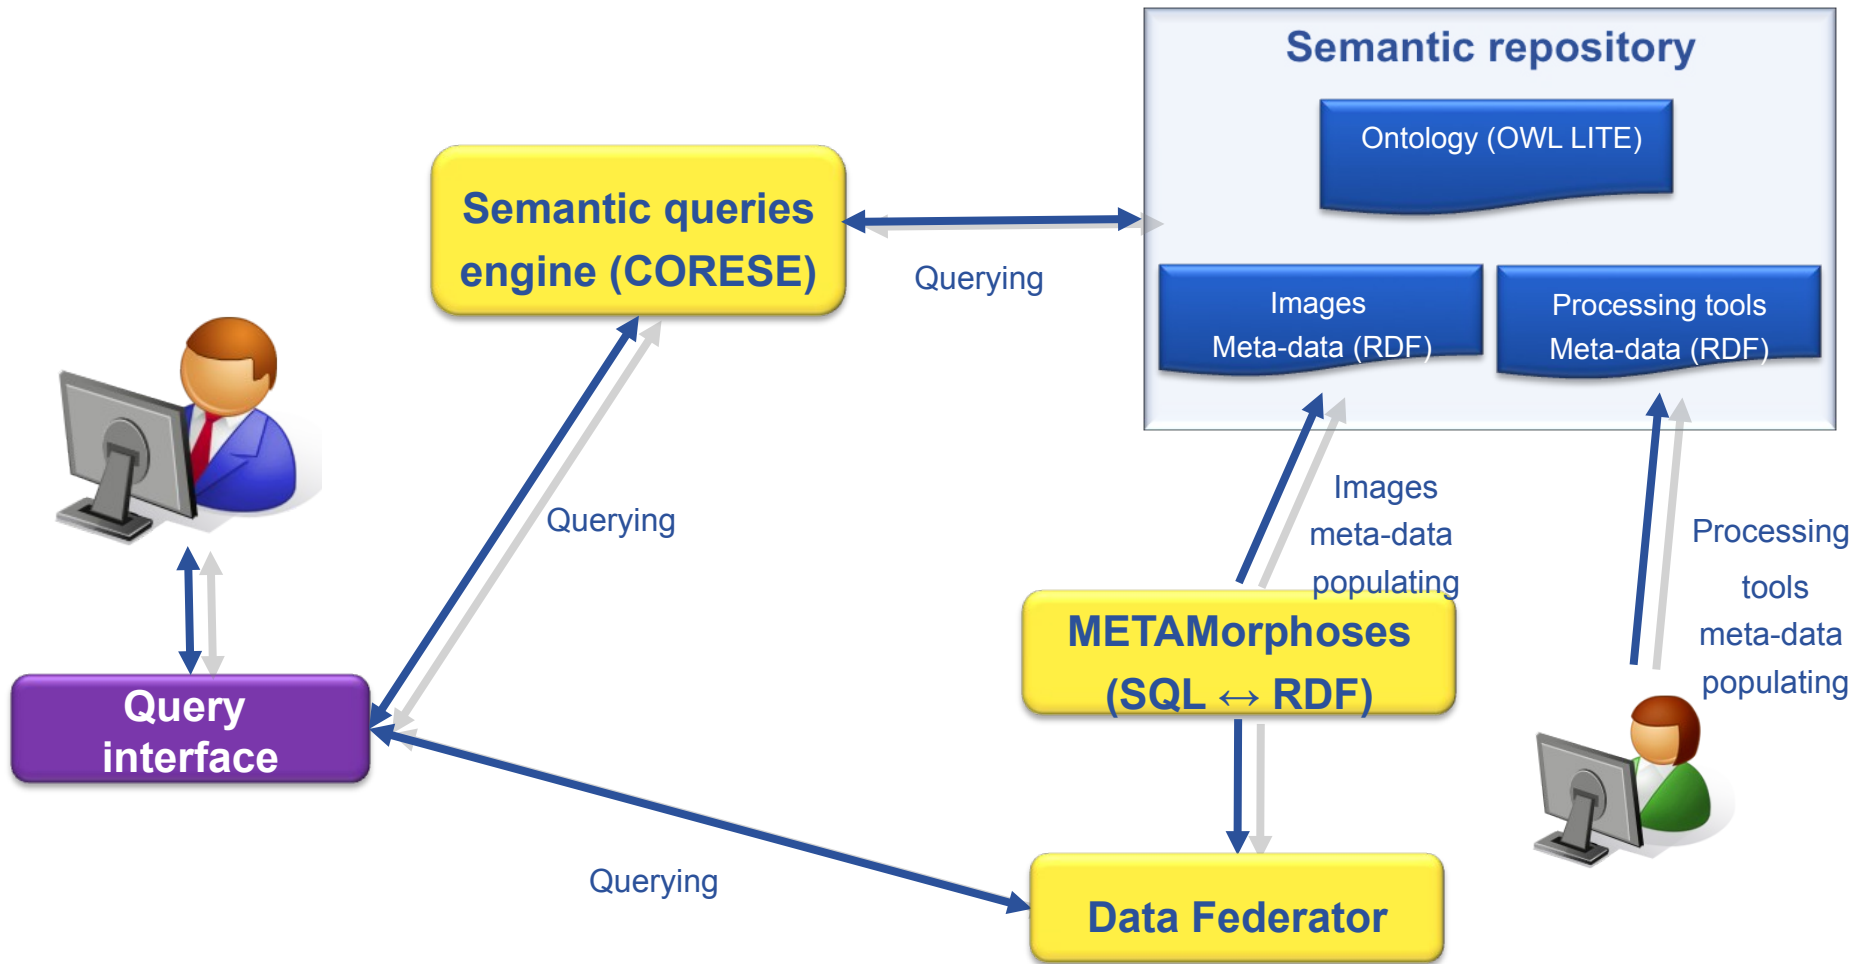 Semantic repository
Ontology (OWL LITE)
Semantic queries
engine (CORESE)
Querying
Images
Meta-data (RDF)
Processing tools
Meta-data (RDF)
Querying
Images
meta-data
populating
Processing
tools
meta-data
populating
METAMorphoses
(SQL ↔ RDF)
Query
interface
Querying
Data Federator